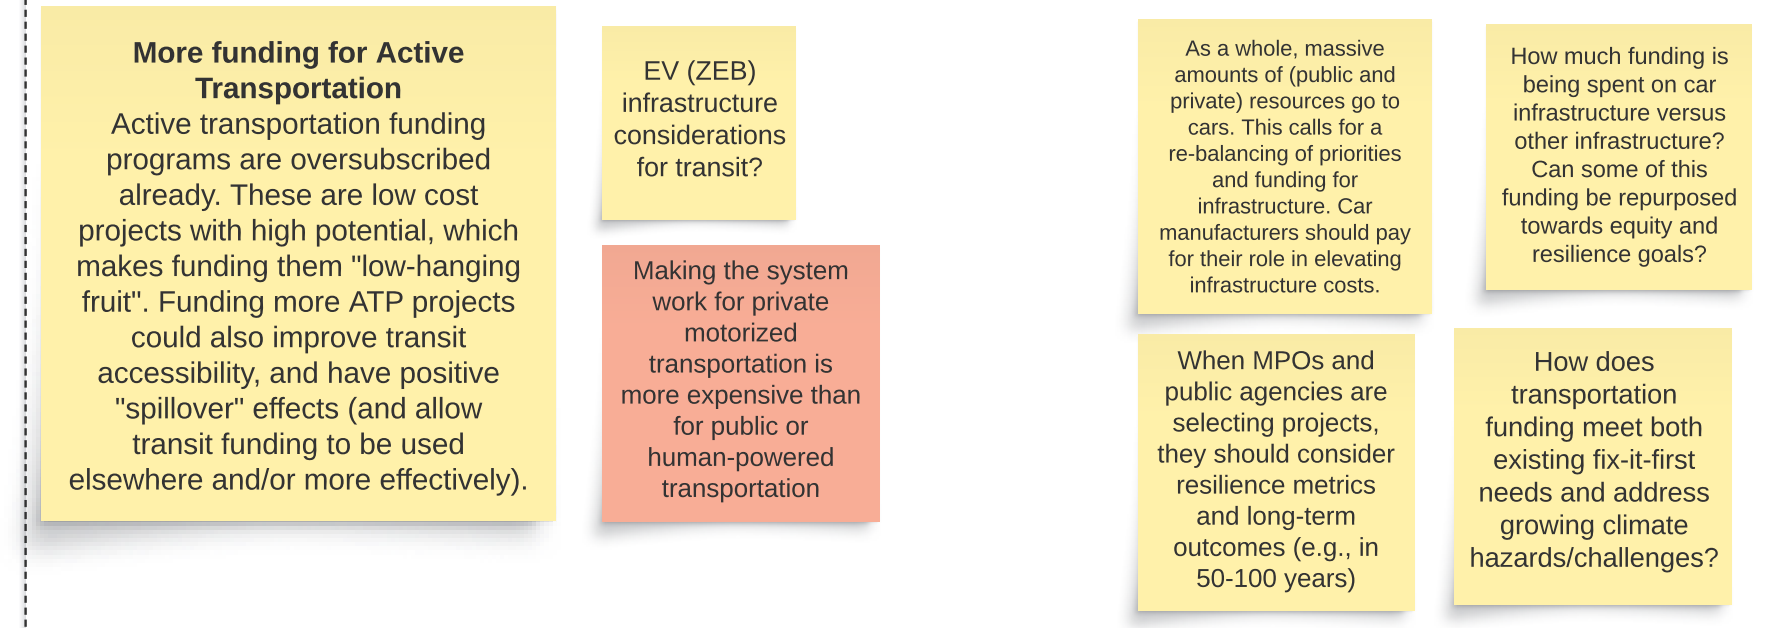 More funding for Active
Transportation
Active transportation funding
programs are oversubscribed
already. These are low cost
projects with high potential, which
makes funding them "low-hanging
fruit". Funding more ATP projects
could also improve transit
accessibility, and have positive
"spillover" effects (and allow
transit funding to be used
elsewhere and/or more effectively).
EV (ZEB)
infrastructure
considerations
for transit?
Making the system
work for private
motorized
transportation is
more expensive than
for public or
human-powered
transportation
As a whole, massive
amounts of (public and
private) resources go to
cars. This calls for a
re-balancing of priorities
and funding for
infrastructure. Car
manufacturers should pay
for their role in elevating
infrastructure costs.
How much funding is
being spent on car
infrastructure versus
other infrastructure?
Can some of this
funding be repurposed
towards equity and
resilience goals?
When MPOs and
public agencies are
selecting projects,
they should consider
resilience metrics
and long-term
outcomes (e.g., in
50-100 years)
How does
transportation
funding meet both
existing fix-it-first
needs and address
growing climate
hazards/challenges?